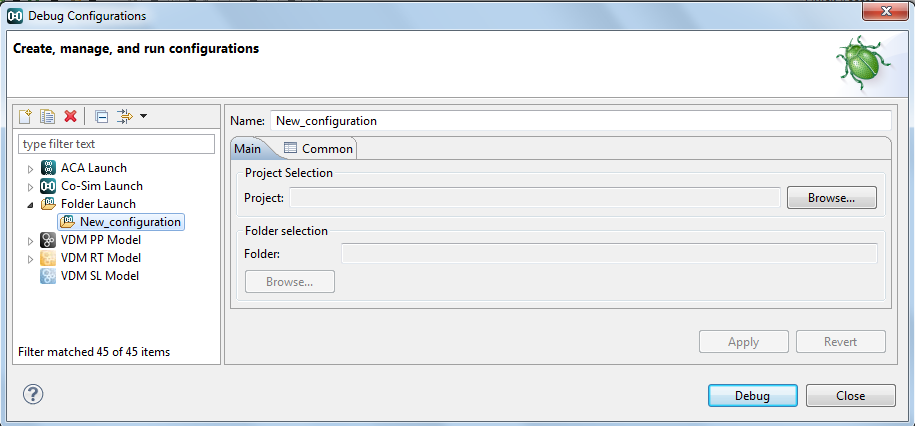 Debug Configurations
Create, manage, and run configurations
type filter text
ACA Launch
Co-Sim Launch
Folder Launch
New_configuration
VDM PP Model
VDM RT Model
VDM SL Model
Filter matched 45 of 45 items
Name: New_configuration
Main Common
Project Selection
Project: Browse...
Folder selection
Folder:
Browse...
Apply Revert
? Debug Close